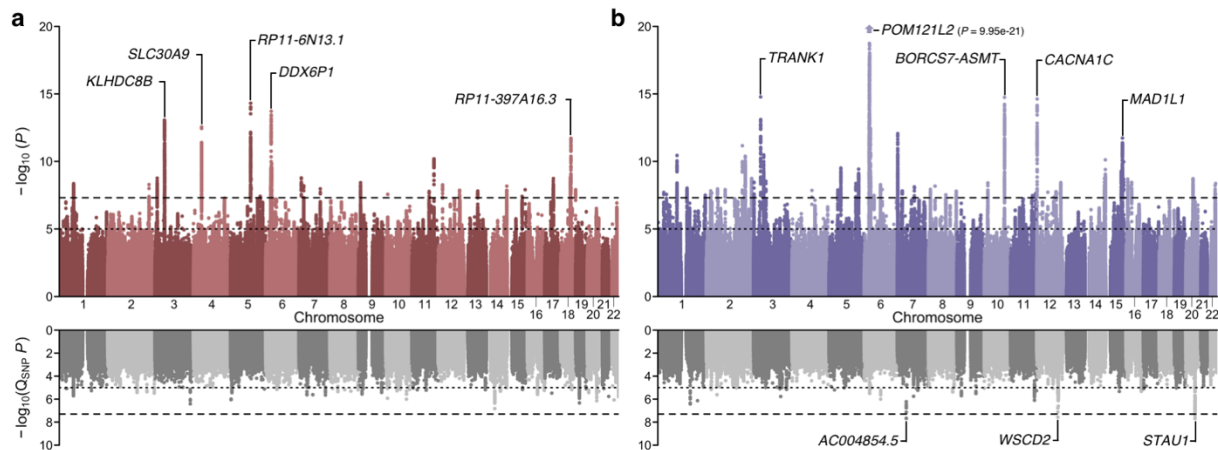 a
b
20
15
10
5
0
−log₁₀ (P)
KLHDC8B
SLC30A9
RP11-6N13.1
DDX6P1
RP11-397A16.3
1 2 3 4 5 6 7 8 9 10 11 12 13 14 15 16 17 18 19 20 21 22
Chromosome
0
2
4
6
8
10
−log₁₀(Q_SNP P)
20
15
10
5
0
TRANK1
POM121L2 (P = 9.95e-21)
BORCS7-ASMT
CACNA1C
MAD1L1
1 2 3 4 5 6 7 8 9 10 11 12 13 14 15 16 17 18 19 20 21 22
Chromosome
0
2
4
6
8
10
AC004854.5
WSCD2
STAU1